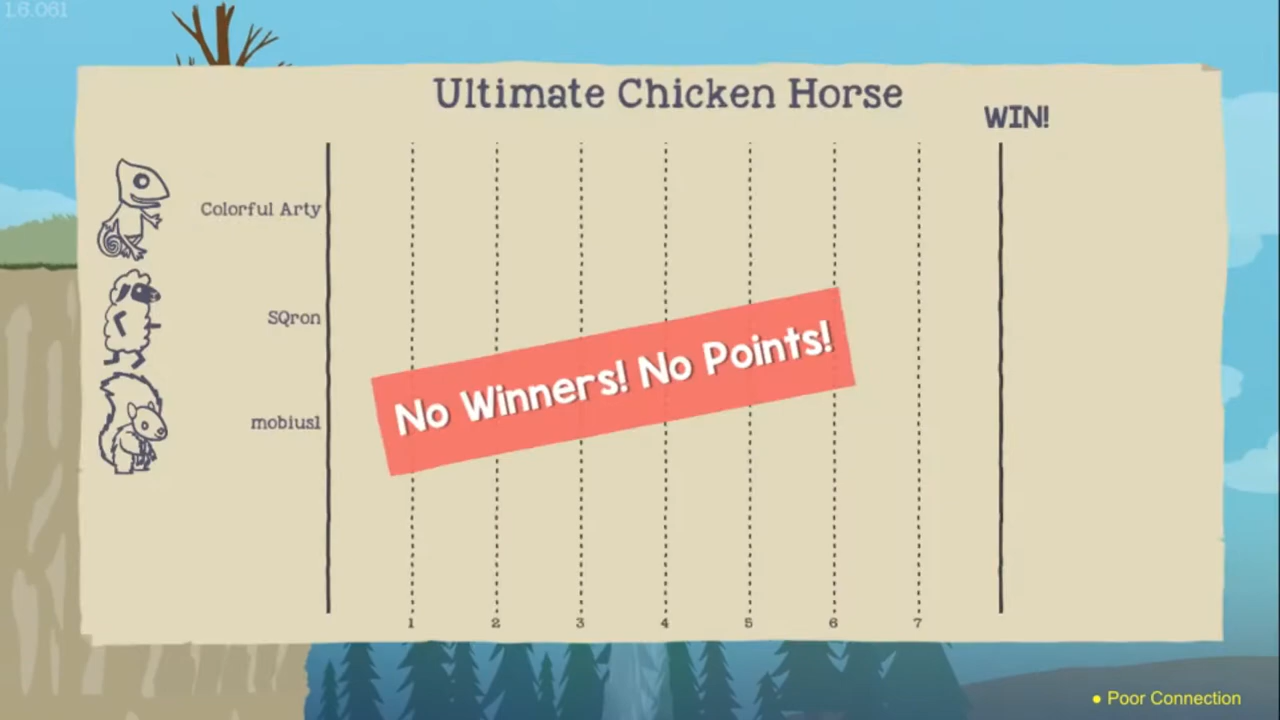 1.6.061
Ultimate Chicken Horse
WIN!
Colorful Arty
SQron
No Winners! No Points!
mobius1
1 2 3 4 5 6 7
● Poor Connection